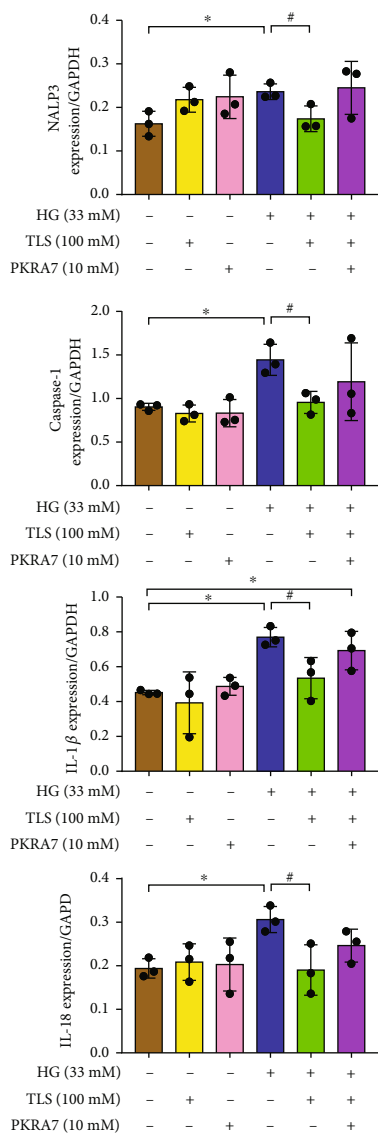 * #
0.4
0.3
0.2
0.1
0.0
NALP3
expression/GAPDH
HG (33 mM) – – – + + +
TLS (100 mM) – + – – + +
PKRA7 (10 mM) – – + – – +
* #
2.0
1.5
1.0
0.5
0.0
Caspase-1
expression/GAPDH
HG (33 mM) – – – + + +
TLS (100 mM) – + – – + +
PKRA7 (10 mM) – – + – – +
*
* #
1.0
0.8
0.6
0.4
0.2
0.0
IL-1β expression/GAPDH
HG (33 mM) – – – + + +
TLS (100 mM) – + – – + +
PKRA7 (10 mM) – – + – – +
* #
0.4
0.3
0.2
0.1
0.0
IL-18 expression/GAPD
HG (33 mM) – – – + + +
TLS (100 mM) – + – – + +
PKRA7 (10 mM) – – + – – +